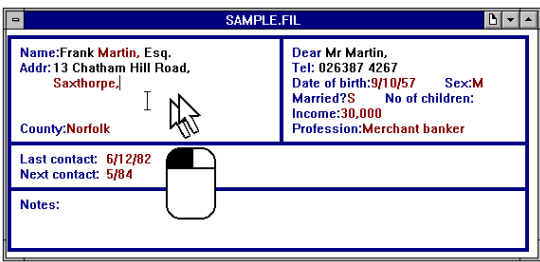 SAMPLE.FIL
Name:Frank Martin, Esq.
Addr:13 Chatham Hill Road,
Saxthorpe,
County:Norfolk
Dear Mr Martin,
Tel: 026387 4267
Date of birth:9/10/57 Sex:M
Married?S No of children:
Income:30,000
Profession:Merchant banker
Last contact: 6/12/82
Next contact: 5/84
Notes: